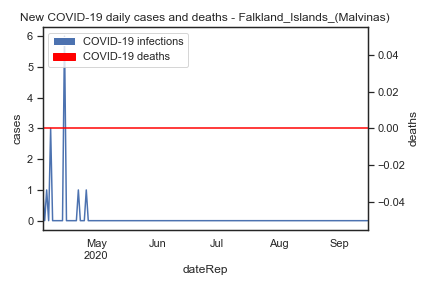 New COVID-19 daily cases and deaths - Falkland_Islands_(Malvinas)
COVID-19 infections
COVID-19 deaths
6
5
4
3
2
1
0
cases
0.04
0.02
0.00
−0.02
−0.04
deaths
May Jun Jul Aug Sep
2020
dateRep